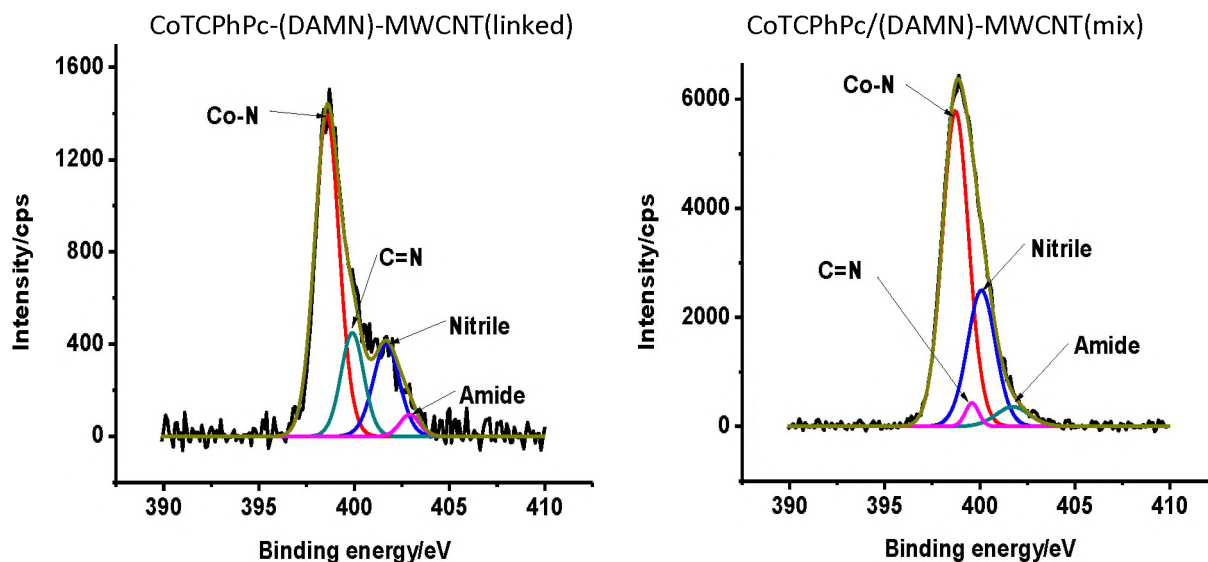 CoTCPhPc-(DAMN)-MWCNT(linked)
1600
1200
800
400
0
Intensity/cps
Co-N
C=N
Nitrile
Amide
390
395
400
405
410
Binding energy/eV
CoTCPhPc/(DAMN)-MWCNT(mix)
6000
4000
2000
0
Intensity/cps
Co-N
Nitrile
C=N
Amide
390
395
400
405
410
Binding energy/eV